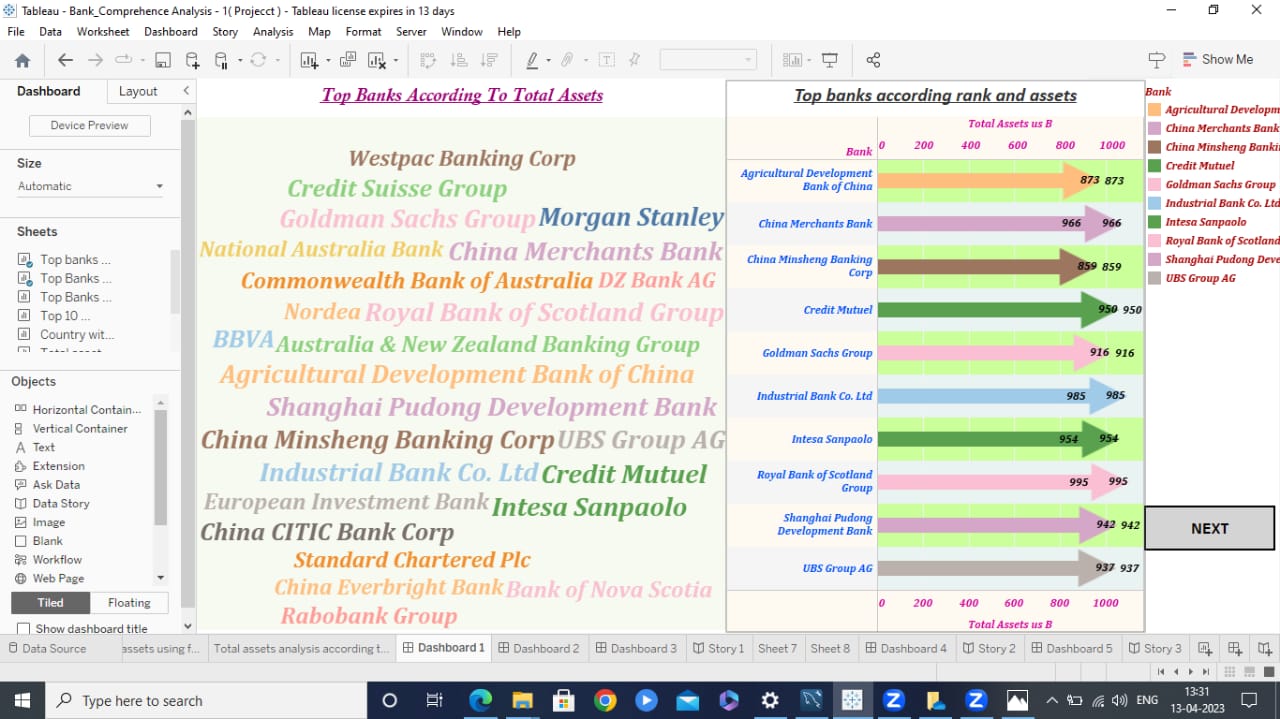 Tableau - Bank_Comprehence Analysis - 1( Projecct ) - Tableau license expires in 13 days
File Data Worksheet Dashboard Story Analysis Map Format Server Window Help
Show Me
Dashboard Layout
Device Preview
Size
Automatic
Sheets
Top banks ...
Top Banks ...
Top Banks ...
Top 10 ...
Country wit...
Total asset
Objects
Horizontal Contain...
Vertical Container
Text
Extension
Ask Data
Data Story
Image
Blank
Workflow
Web Page
Tiled Floating
Show dashboard title
Top Banks According To Total Assets
Westpac Banking Corp
Credit Suisse Group
Goldman Sachs Group Morgan Stanley
National Australia Bank China Merchants Bank
Commonwealth Bank of Australia DZ Bank AG
Nordea Royal Bank of Scotland Group
BBVA Australia & New Zealand Banking Group
Agricultural Development Bank of China
Shanghai Pudong Development Bank
China Minsheng Banking Corp UBS Group AG
Industrial Bank Co. Ltd Credit Mutuel
European Investment Bank Intesa Sanpaolo
China CITIC Bank Corp
Standard Chartered Plc
China Everbright Bank Bank of Nova Scotia
Rabobank Group
Top banks according rank and assets
Total Assets us B
Bank 0 200 400 600 800 1000
Agricultural Development
Bank of China 873 873
China Merchants Bank 966 966
China Minsheng Banking
Corp 859 859
Credit Mutuel 950 950
Goldman Sachs Group 916 916
Industrial Bank Co. Ltd 985 985
Intesa Sanpaolo 954 954
Royal Bank of Scotland
Group 995 995
Shanghai Pudong
Development Bank 942 942
UBS Group AG 937 937
0 200 400 600 800 1000
Total Assets us B
Bank
Agricultural Developm
China Merchants Bank
China Minsheng Banki
Credit Mutuel
Goldman Sachs Group
Industrial Bank Co. Ltd
Intesa Sanpaolo
Royal Bank of Scotland
Shanghai Pudong Deve
UBS Group AG
NEXT
Data Source assets using f... Total assets analysis according t... Dashboard 1 Dashboard 2 Dashboard 3 Story 1 Sheet 7 Sheet 8 Dashboard 4 Story 2 Dashboard 5 Story 3
Type here to search
ENG
13:31
13-04-2023